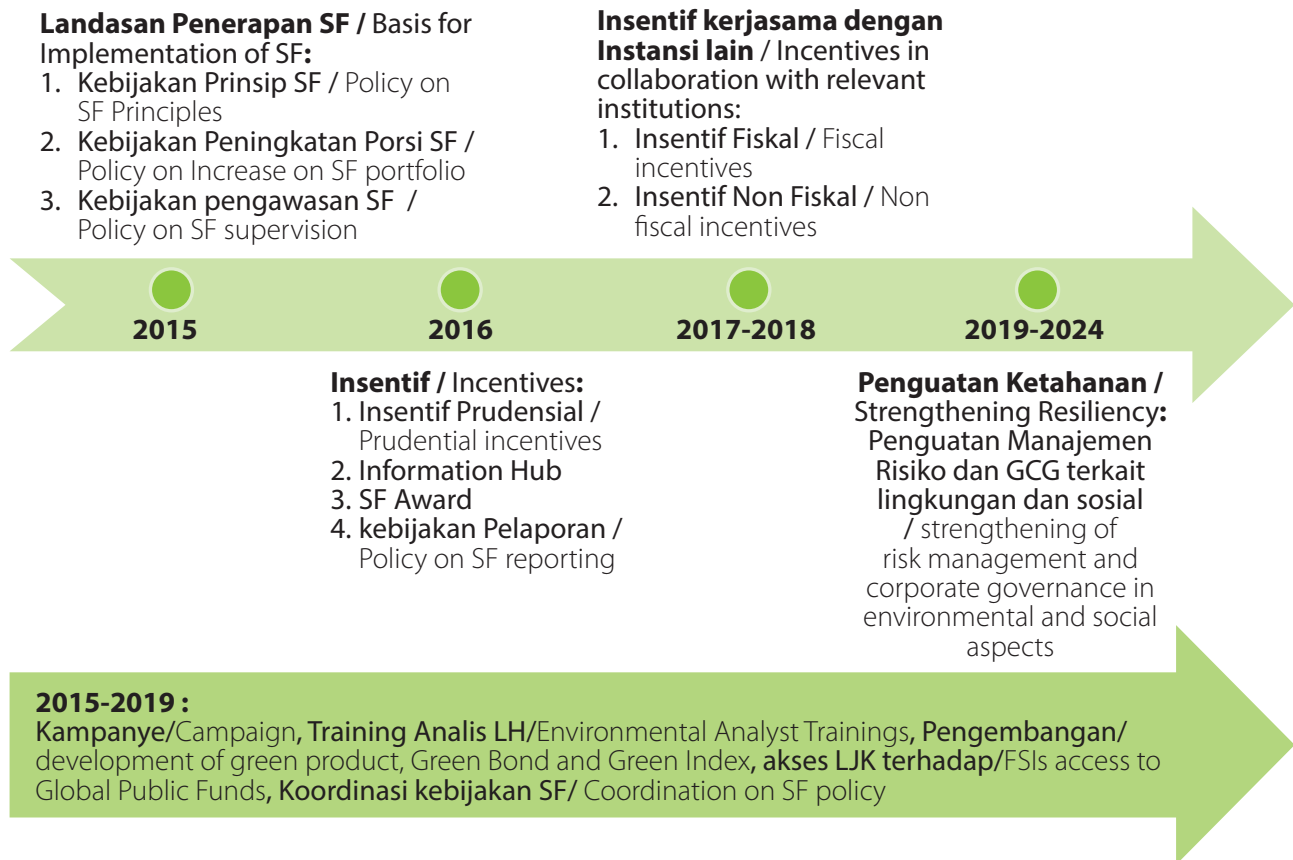 Landasan Penerapan SF / Basis for
Implementation of SF:
1. Kebijakan Prinsip SF / Policy on
SF Principles
2. Kebijakan Peningkatan Porsi SF /
Policy on Increase on SF portfolio
3. Kebijakan pengawasan SF /
Policy on SF supervision
Insentif kerjasama dengan
Instansi lain / Incentives in
collaboration with relevant
institutions:
1. Insentif Fiskal / Fiscal
incentives
2. Insentif Non Fiskal / Non
fiscal incentives
2015
2016
2017-2018
2019-2024
Insentif / Incentives:
1. Insentif Prudensial /
Prudential incentives
2. Information Hub
3. SF Award
4. kebijakan Pelaporan /
Policy on SF reporting
Penguatan Ketahanan /
Strengthening Resiliency:
Penguatan Manajemen
Risiko dan GCG terkait
lingkungan dan sosial
/ strengthening of
risk management and
corporate governance in
environmental and social
aspects
2015-2019 :
Kampanye/Campaign, Training Analis LH/Environmental Analyst Trainings, Pengembangan/
development of green product, Green Bond and Green Index, akses LJK terhadap/FSIs access to
Global Public Funds, Koordinasi kebijakan SF/ Coordination on SF policy